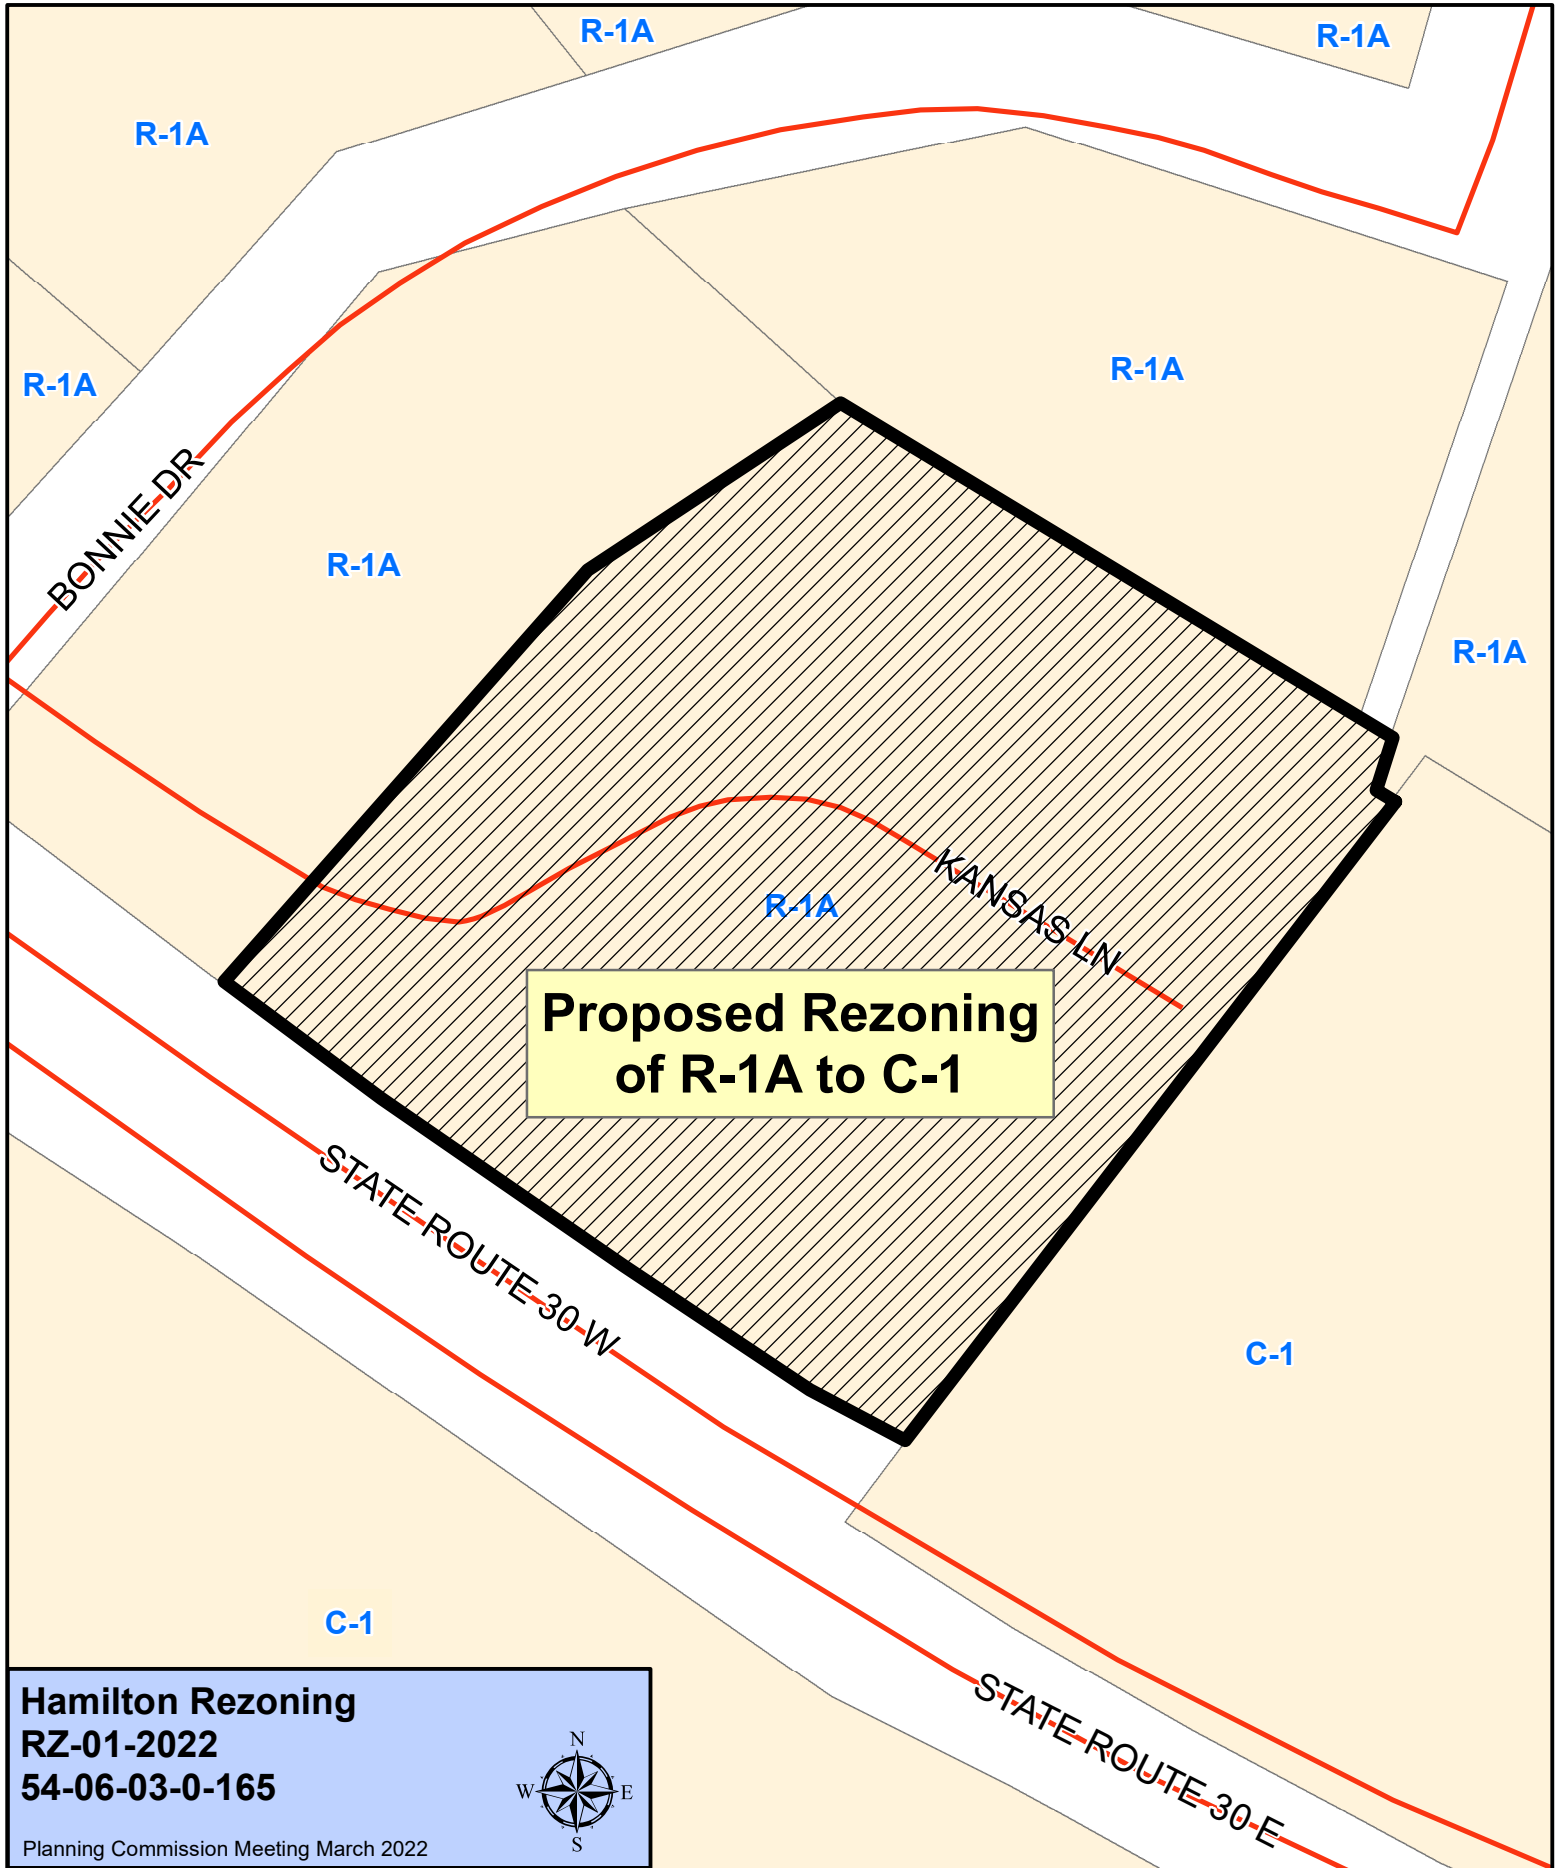 R-1A
R-1A
R-1A
R-1A
R-1A
BONNIE DR
R-1A
R-1A
KANSAS LN
R-1A
Proposed Rezoning
of R-1A to C-1
STATE ROUTE 30 W
C-1
C-1
STATE ROUTE 30 E
Hamilton Rezoning
RZ-01-2022
54-06-03-0-165
N
W E
S
Planning Commission Meeting March 2022